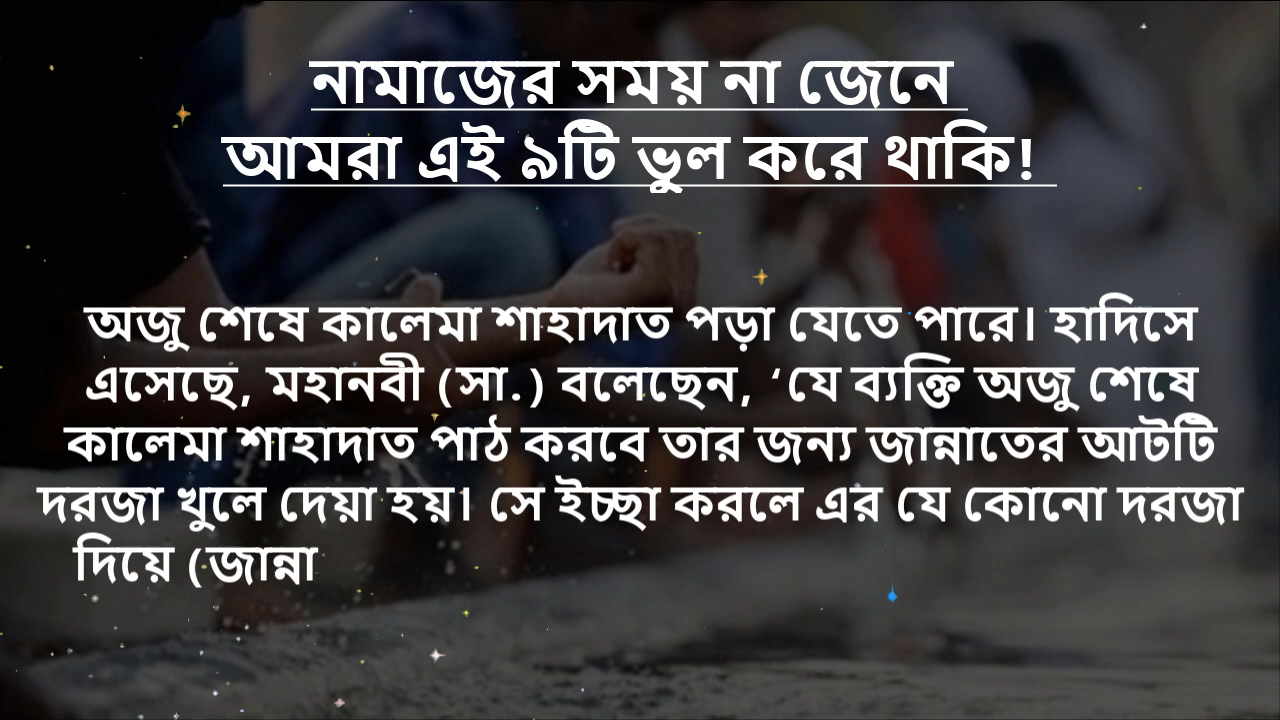 নামাজের সময় না জেনে
আমরা এই ৯টি ভুল করে থাকি!
অজু শেষে কালেমা শাহাদাত পড়া যেতে পারে। হাদিসে
এসেছে, মহানবী (সা.) বলেছেন, ‘যে ব্যক্তি অজু শেষে
কালেমা শাহাদাত পাঠ করবে তার জন্য জান্নাতের আটটি
দরজা খুলে দেয়া হয়। সে ইচ্ছা করলে এর যে কোনো দরজা
দিয়ে (জান্না